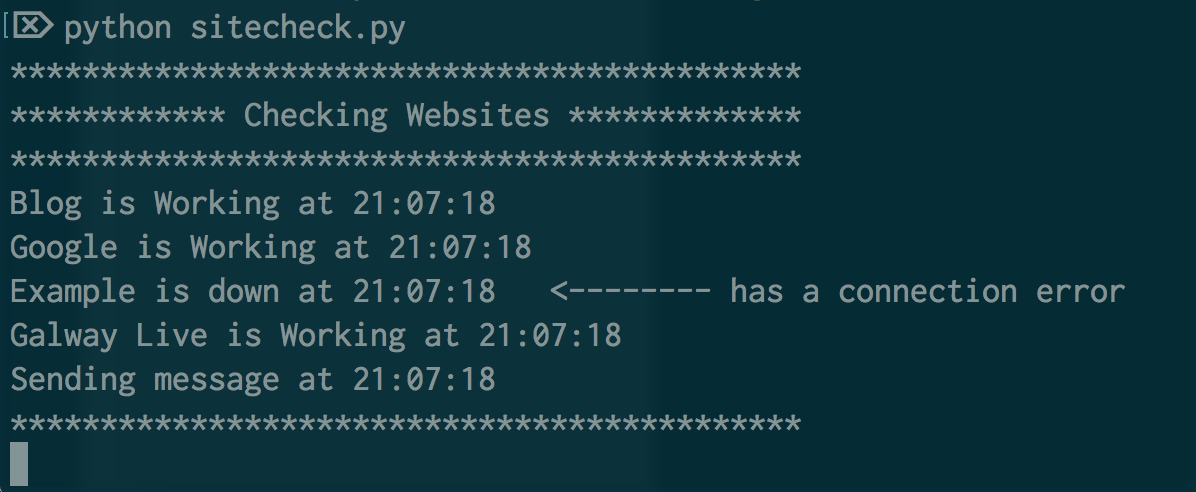 python sitecheck.py
********************************************
************ Checking Websites *************
********************************************
Blog is Working at 21:07:18
Google is Working at 21:07:18
Example is down at 21:07:18   <-------- has a connection error
Galway Live is Working at 21:07:18
Sending message at 21:07:18
********************************************